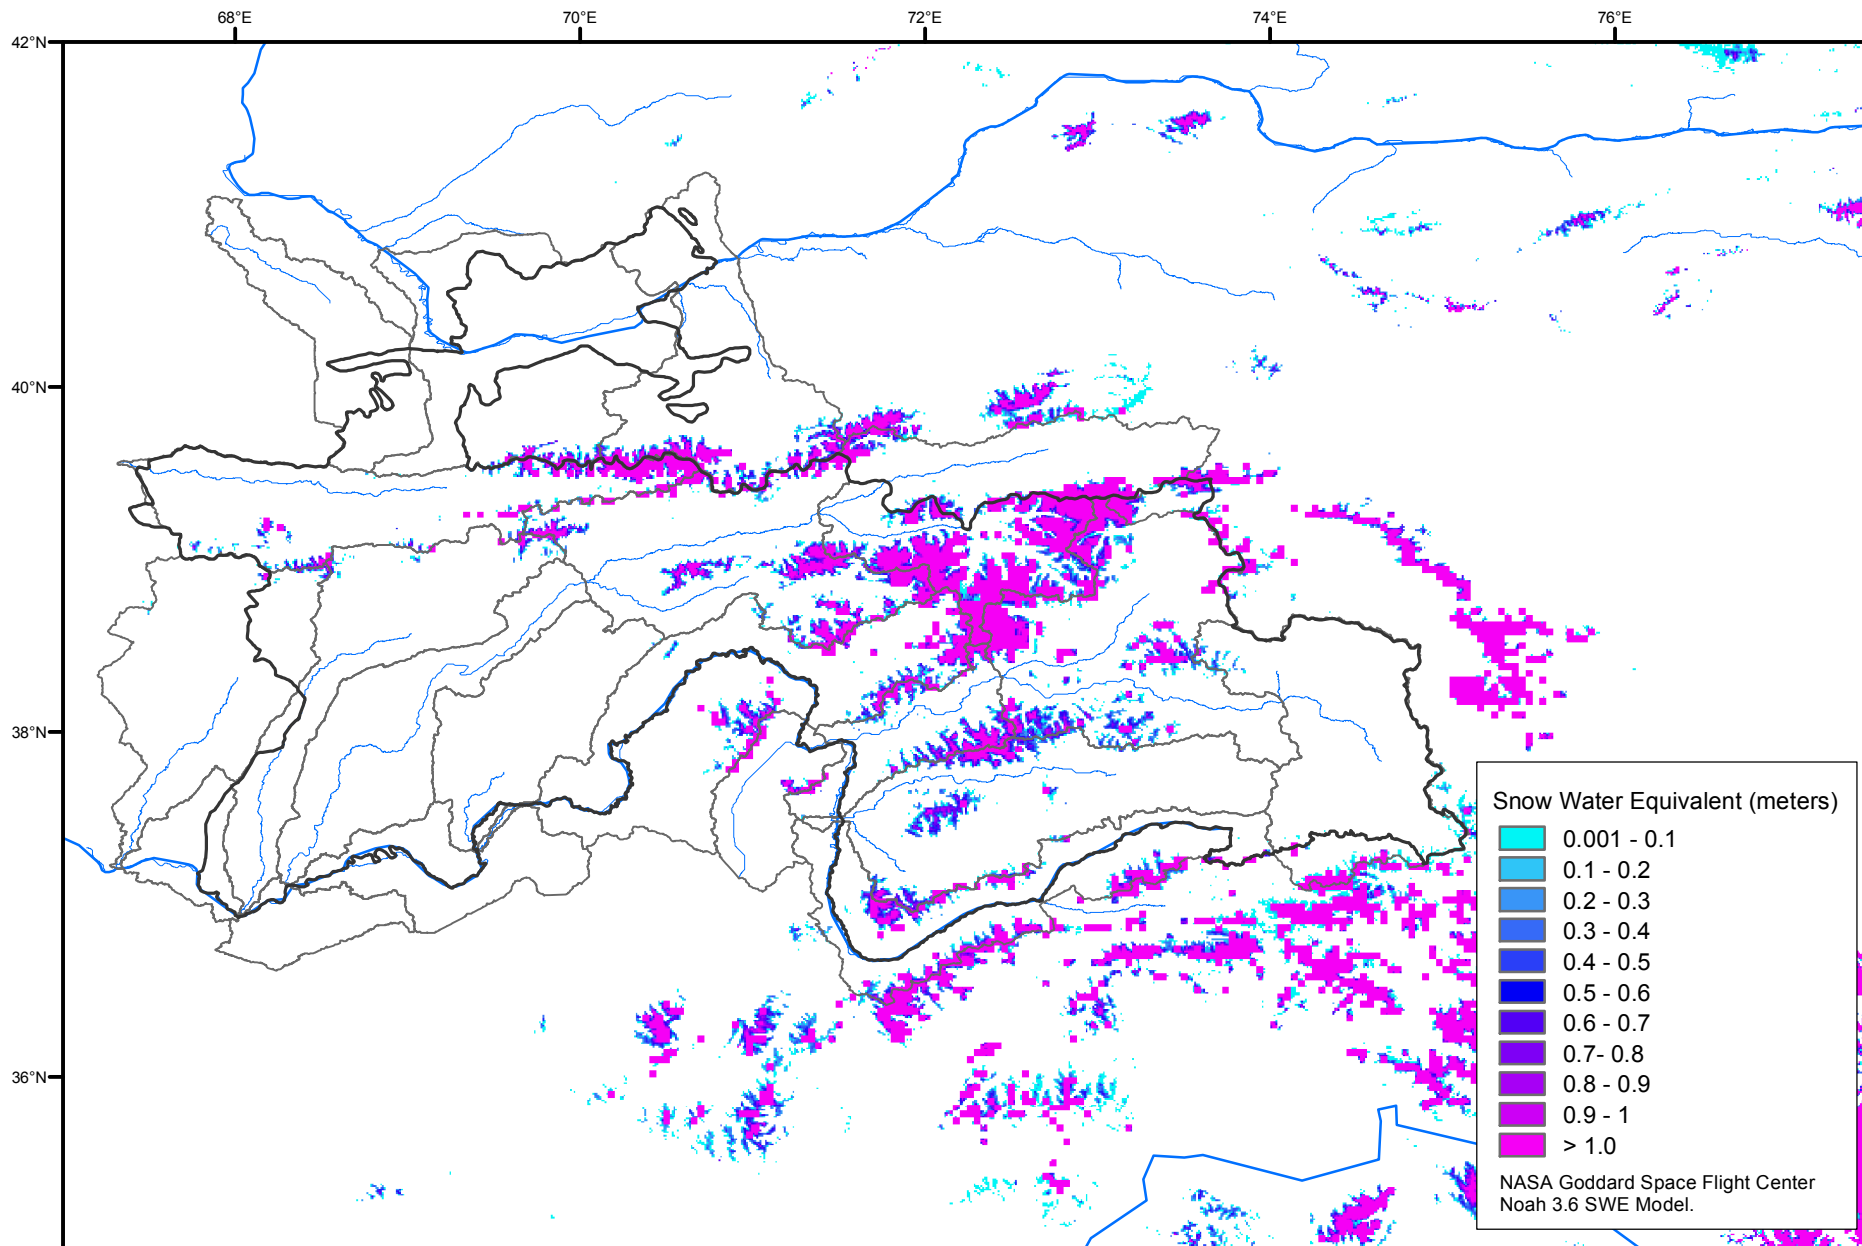 68°E
70°E
72°E
74°E
76°E
42°N
40°N
38°N
36°N
Snow Water Equivalent (meters)
0.001 - 0.1
0.1 - 0.2
0.2 - 0.3
0.3 - 0.4
0.4 - 0.5
0.5 - 0.6
0.6 - 0.7
0.7- 0.8
0.8 - 0.9
0.9 - 1
> 1.0
NASA Goddard Space Flight Center
Noah 3.6 SWE Model.